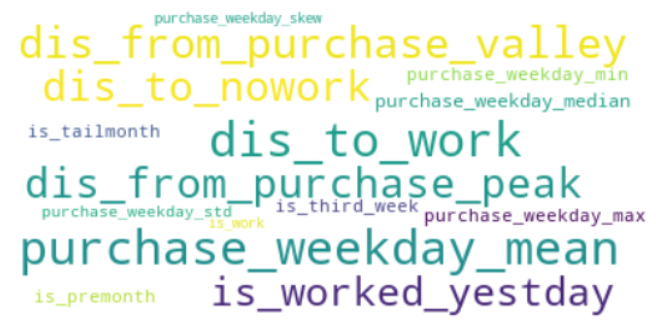 purchase_weekday_skew
dis_from_purchase_valley
dis_to_nowork
purchase_weekday_min
purchase_weekday_median
is_tailmonth
dis_to_work
dis_from_purchase_peak
is_third_week
purchase_weekday_std
purchase_weekday_max
is_work
purchase_weekday_mean
is_premonth
is_worked_yestday